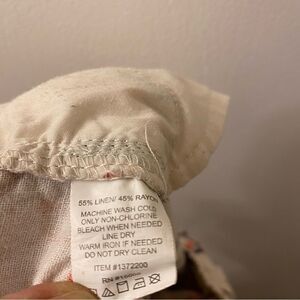 55% LINEN/ 45% RAYON
MACHINE WASH COLD
ONLY NON-CHLORINE
BLEACH WHEN NEEDED
LINE DRY
WARM IRON IF NEEDED
DO NOT DRY CLEAN
ITEM #1372200
RN